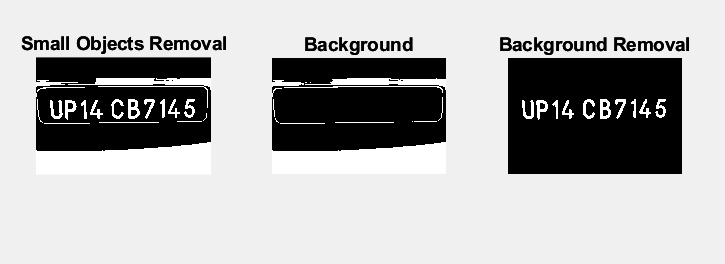 Small Objects Removal
Background
Background Removal
UP14 CB7145
UP14 CB7145